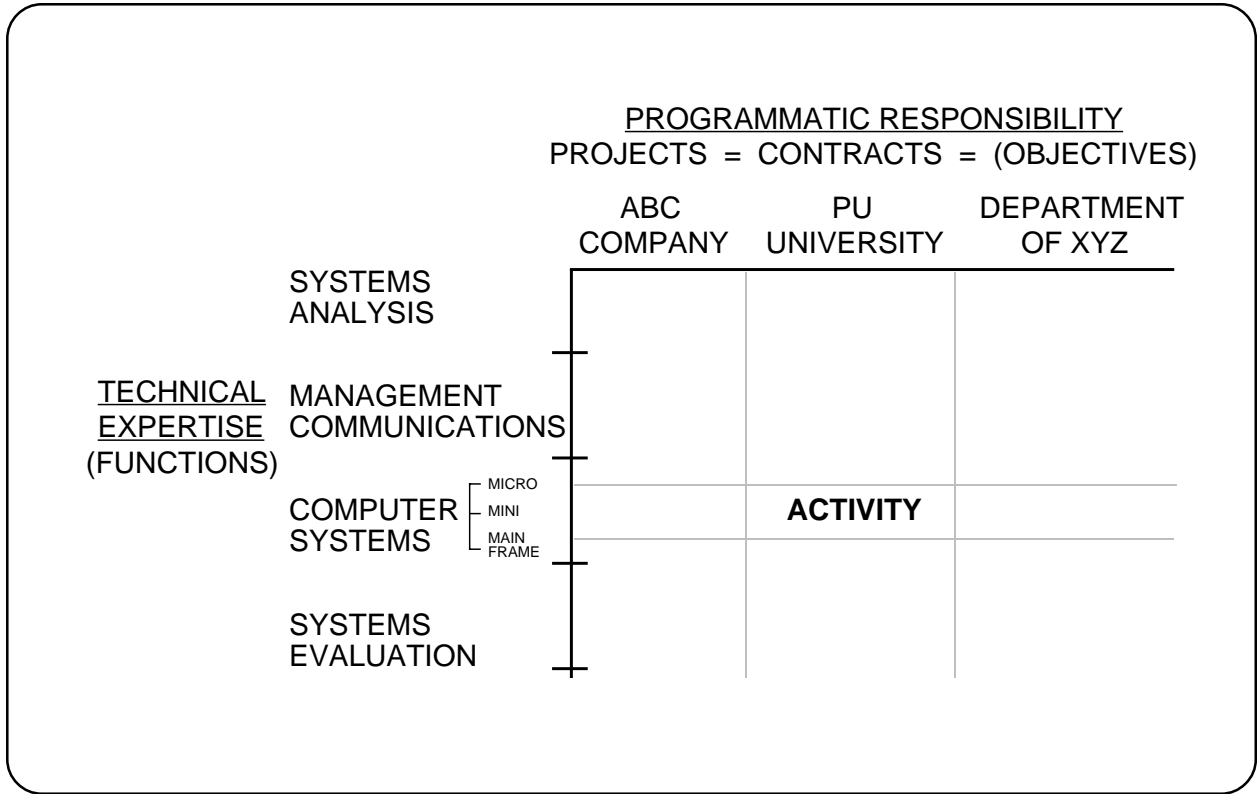 PROGRAMMATIC RESPONSIBILITY
PROJECTS = CONTRACTS = (OBJECTIVES)
ABC
COMPANY
PU
UNIVERSITY
DEPARTMENT
OF XYZ
TECHNICAL
EXPERTISE
(FUNCTIONS)
SYSTEMS
ANALYSIS
MANAGEMENT
COMMUNICATIONS
COMPUTER
SYSTEMS
MICRO
MINI
MAIN
FRAME
ACTIVITY
SYSTEMS
EVALUATION